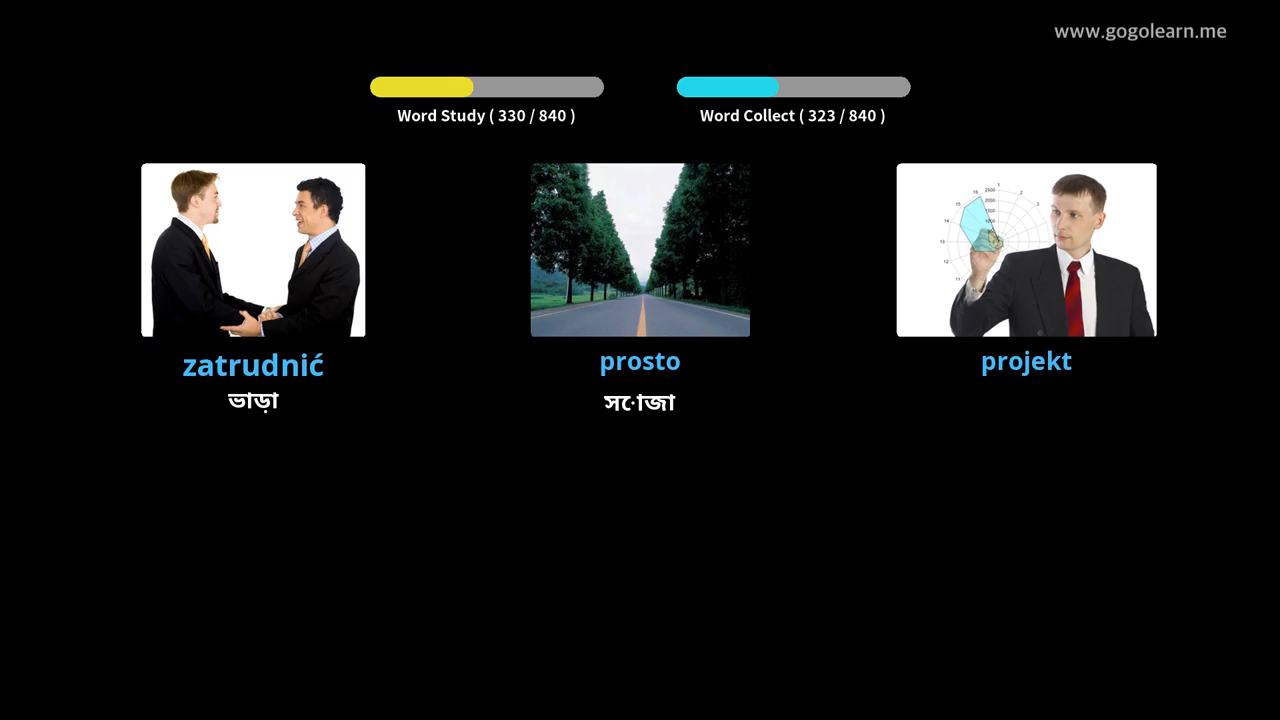 www.gogolearn.me
Word Study ( 330 / 840 )
Word Collect ( 323 / 840 )
zatrudnić
prosto
projekt
ভাড়া
সোজা